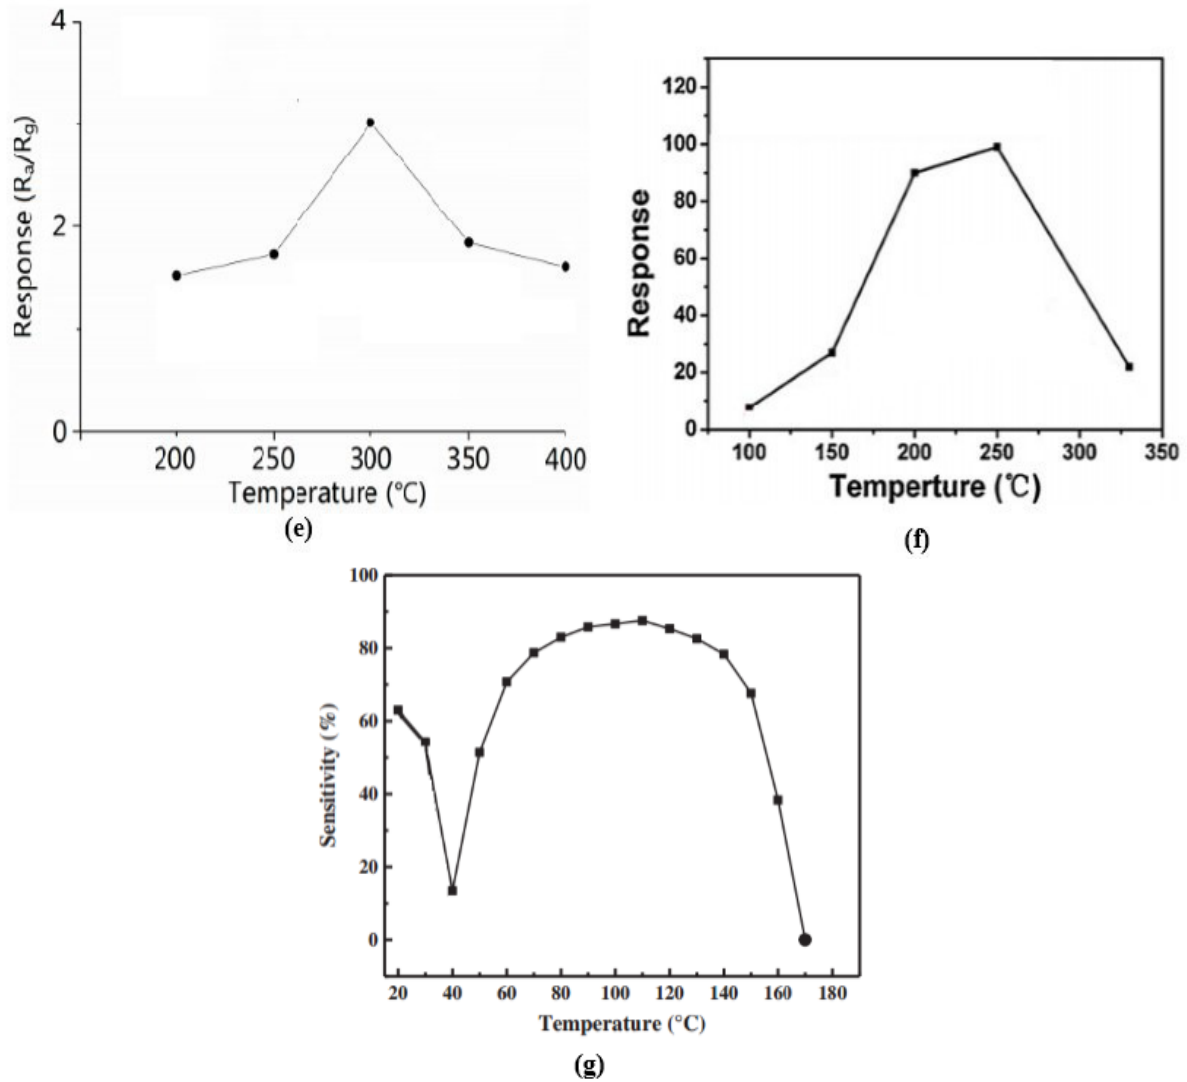 4
2
0
Response (Ra/Rg)
200 250 300 350 400
Temperature (°C)
(e)
120
100
80
60
40
20
0
Response
100 150 200 250 300 350
Temperture (℃)
(f)
100
80
60
40
20
0
Sensitivity (%)
20 40 60 80 100 120 140 160 180
Temperature (°C)
(g)